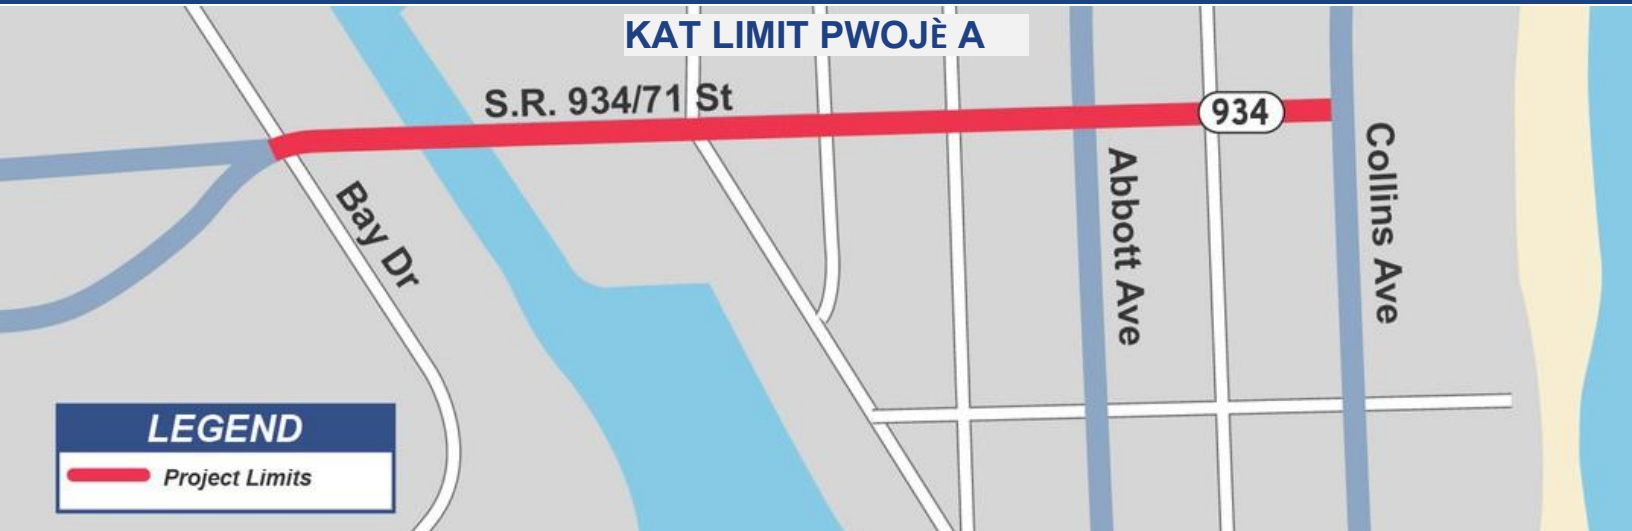 KAT LIMIT PWOJÈ A
S.R. 934/71 St
934
Bay Dr
Abbott Ave
Collins Ave
LEGEND
Project Limits